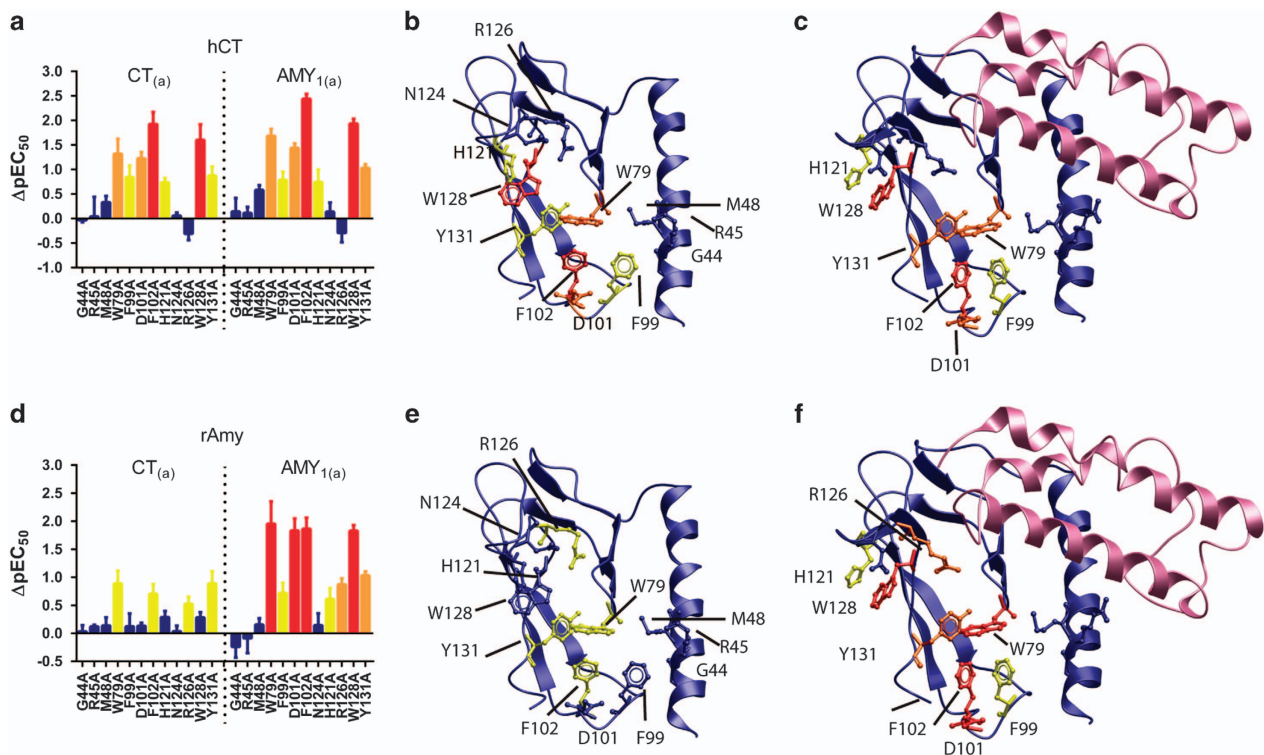 a
hCT
CT(a)
AMY1(a)
ΔpEC50
3.0
2.5
2.0
1.5
1.0
0.5
0.0
-0.5
-1.0
G44A
R45A
M48A
W79A
F99A
D101A
F102A
H121A
N124A
R126A
W128A
Y131A
G44A
R45A
M48A
W79A
F99A
D101A
F102A
H121A
N124A
R126A
W128A
Y131A
b
R126
N124
H121
W79
W128
M48
R45
Y131
G44
F102
D101
F99
c
H121
W128
Y131
W79
F102
F99
D101
d
rAmy
CT(a)
AMY1(a)
ΔpEC50
3.0
2.5
2.0
1.5
1.0
0.5
0.0
-0.5
G44A
R45A
M48A
W79A
F99A
D101A
F102A
R126A
H121A
N124A
W128A
Y131A
G44A
R45A
M48A
W79A
F99A
D101A
F102A
N124A
H121A
R126A
W128A
Y131A
e
R126
N124
H121
W79
W128
M48
R45
Y131
G44
F102
D101
F99
f
R126
H121
W128
Y131
W79
F102
F99
D101